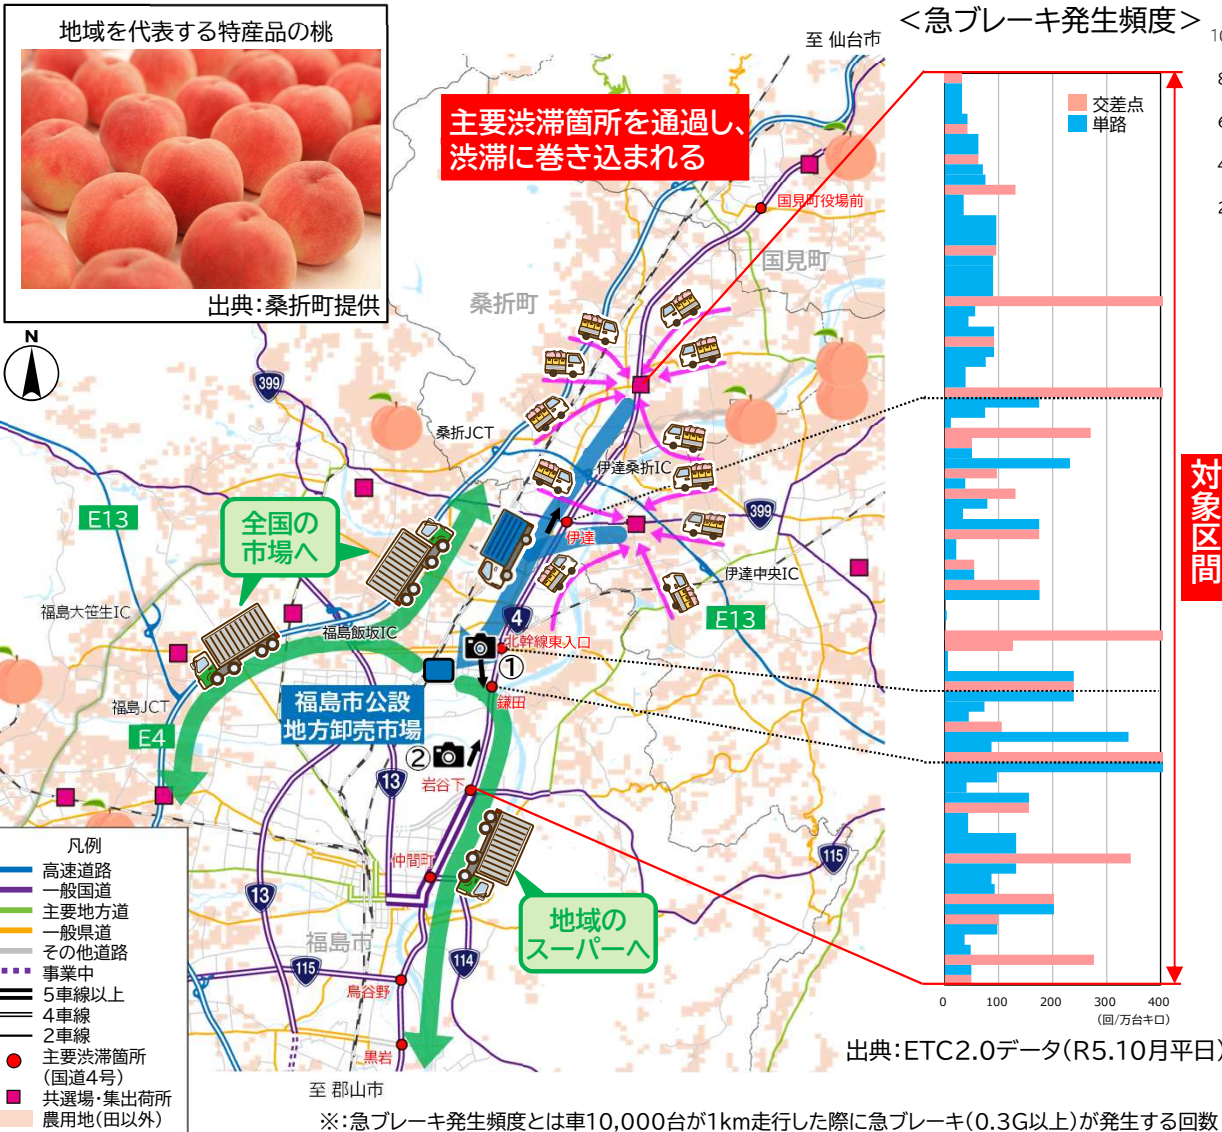 地域を代表する特産品の桃
出典：桑折町提供
N
主要渋滞箇所を通過し、
渋滞に巻き込まれる
至 仙台市
国見町役場前
国見町
桑折町
399
桑折JCT
伊達桑折IC
E13
全国の
市場へ
伊達
399
伊達中央IC
福島大笹生IC
福島飯坂IC
4
E13
北幹線東入口
①
福島市公設
地方卸売市場
鎌田
福島JCT
E4
②
13
岩谷下
仲間町
115
13
地域の
スーパーへ
福島市
115
114
鳥谷野
黒岩
至 郡山市
凡例
高速道路
一般国道
主要地方道
一般県道
その他道路
事業中
5車線以上
4車線
2車線
主要渋滞箇所
(国道4号)
共選場・集出荷所
農用地(田以外)
＜急ブレーキ発生頻度＞
交差点
単路
対象区間
0 100 200 300 400
(回/万台キロ)
出典：ETC2.0データ(R5.10月平日)
※：急ブレーキ発生頻度とは車10,000台が1km走行した際に急ブレーキ(0.3G以上)が発生する回数